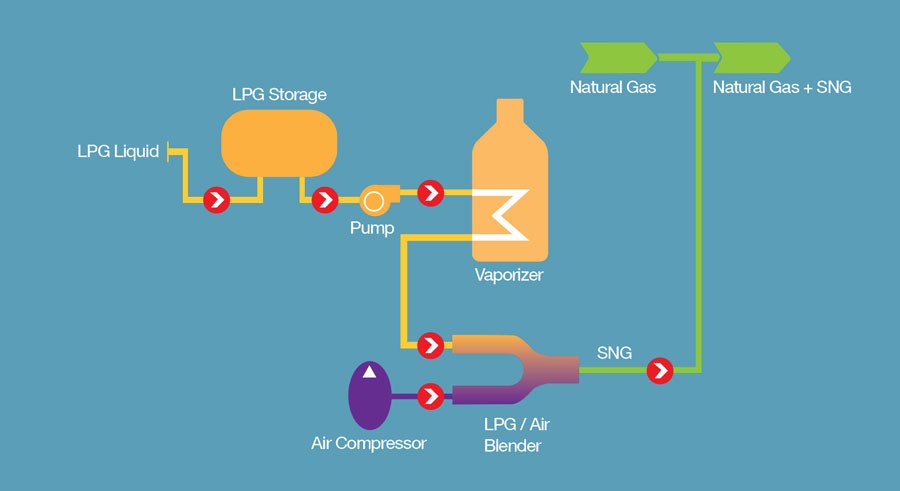 LPG Storage
Natural Gas
Natural Gas + SNG
LPG Liquid
Pump
Vaporizer
SNG
Air Compressor
LPG / Air
Blender